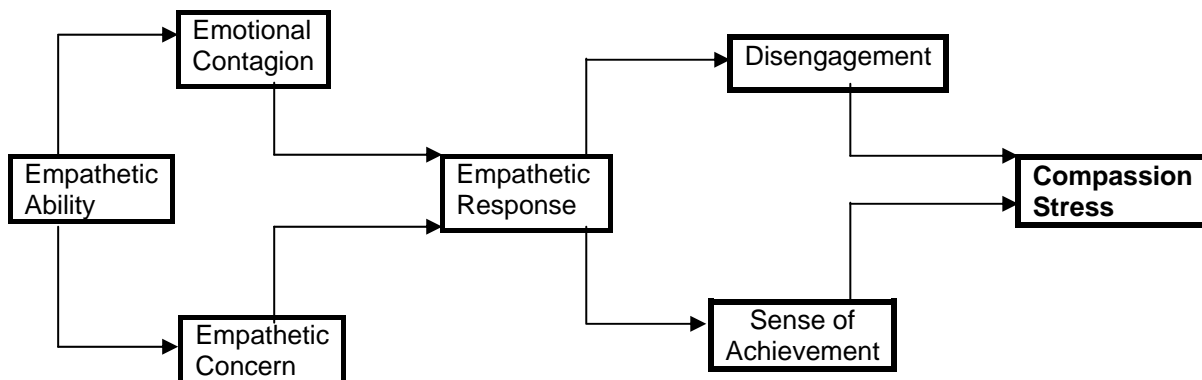 Emotional
Contagion
Disengagement
Empathetic
Ability
Empathetic
Response
Compassion
Stress
Empathetic
Concern
Sense of
Achievement